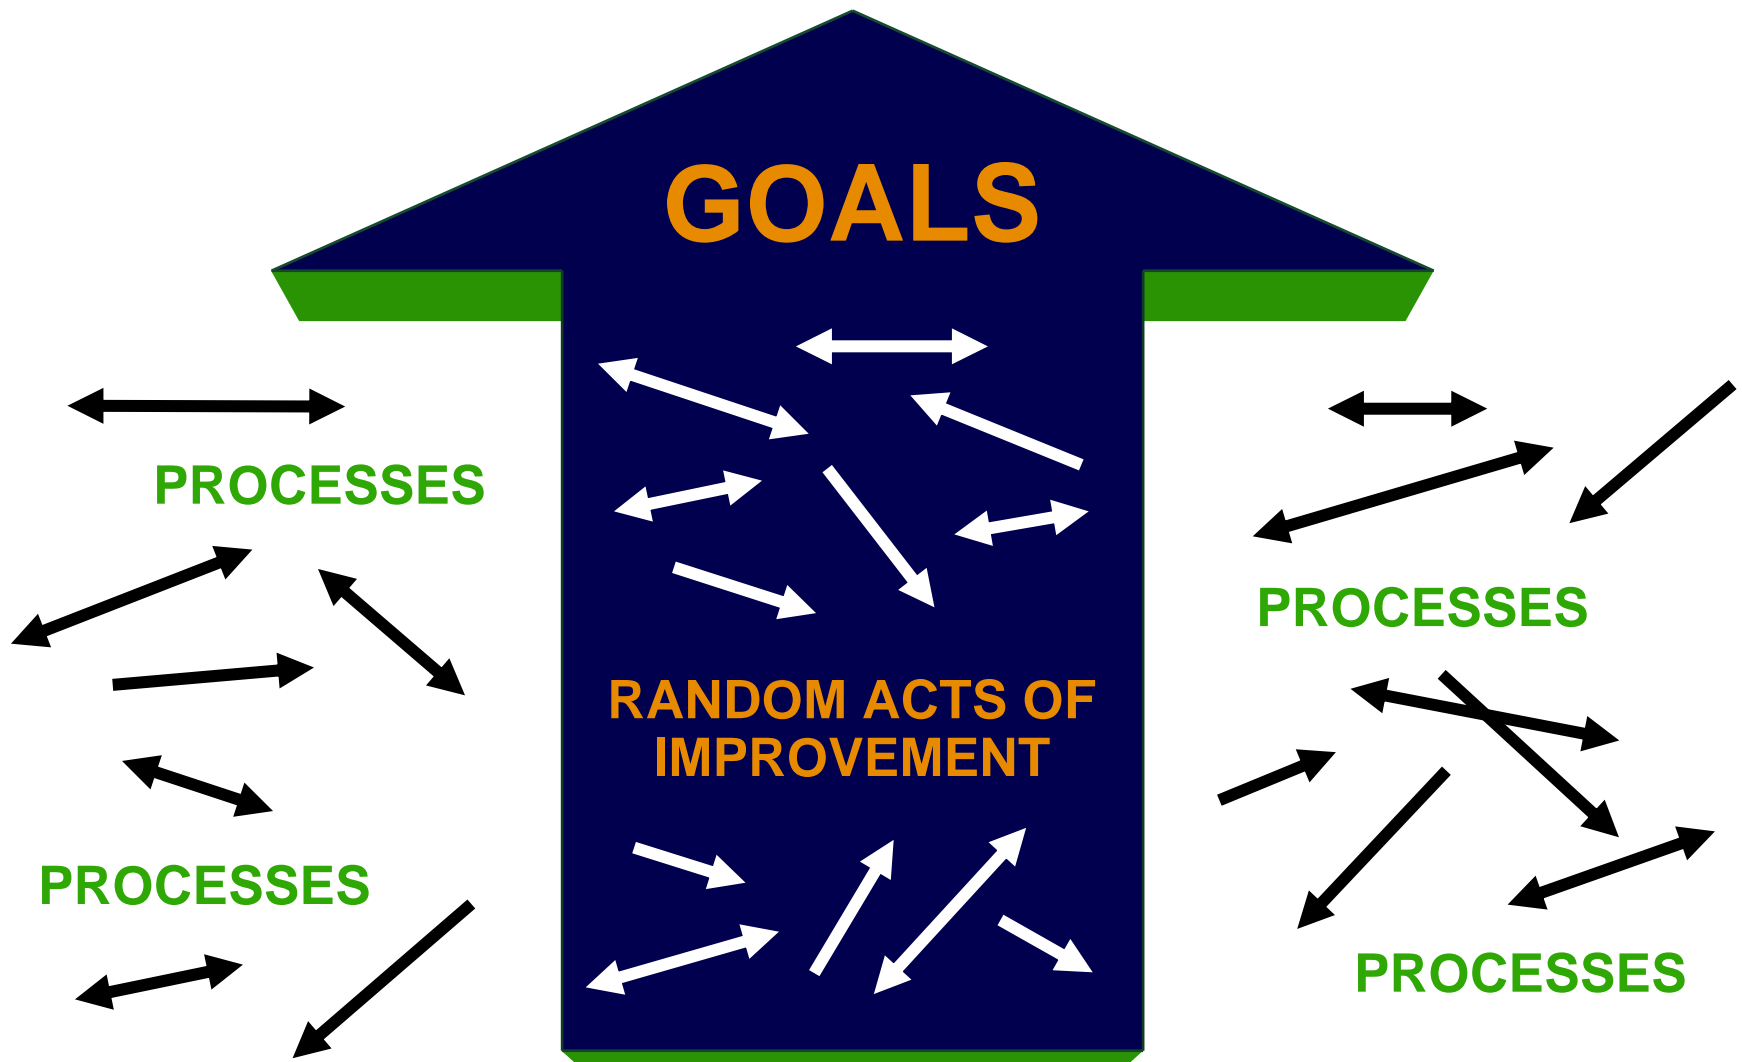 GOALS
PROCESSES
PROCESSES
RANDOM ACTS OF
IMPROVEMENT
PROCESSES
PROCESSES